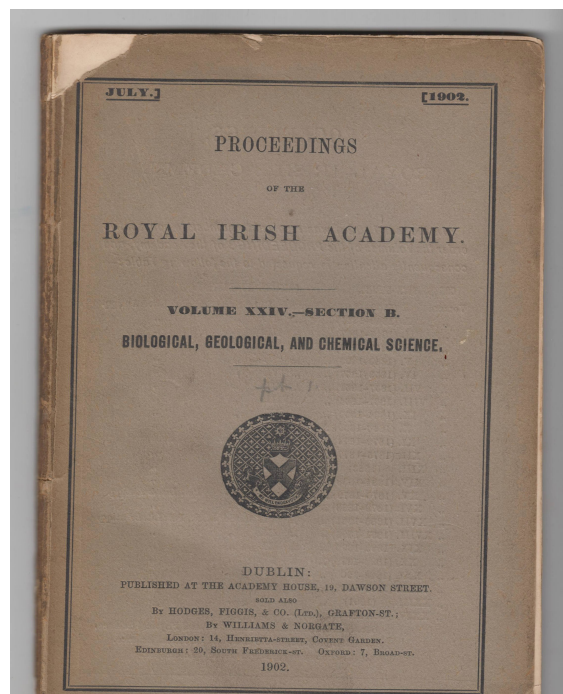 JULY.]
[1902.
PROCEEDINGS
OF THE
ROYAL IRISH ACADEMY.
VOLUME XXIV.—SECTION B.
BIOLOGICAL, GEOLOGICAL, AND CHEMICAL SCIENCE.
pt 1
DUBLIN:
PUBLISHED AT THE ACADEMY HOUSE, 19, DAWSON STREET.
SOLD ALSO
By HODGES, FIGGIS, & CO. (Ltd.), GRAFTON-ST.;
By WILLIAMS & NORGATE,
London: 14, Henrietta-street, Covent Garden.
Edinburgh: 20, South Frederick-st. Oxford: 7, Broad-st.
1902.